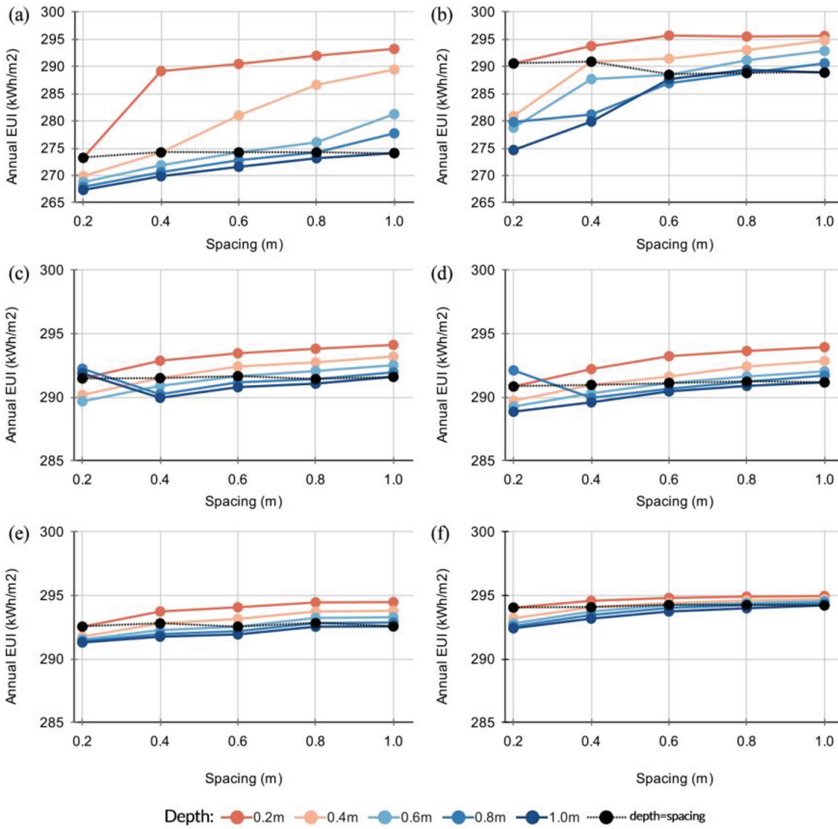 (a)
Annual EUI (kWh/m2)
300
295
290
285
280
275
270
265
0.2 0.4 0.6 0.8 1.0
Spacing (m)
(b)
Annual EUI (kWh/m2)
300
295
290
285
280
275
270
265
0.2 0.4 0.6 0.8 1.0
Spacing (m)
(c)
Annual EUI (kWh/m2)
300
295
290
285
0.2 0.4 0.6 0.8 1.0
Spacing (m)
(d)
Annual EUI (kWh/m2)
300
295
290
285
0.2 0.4 0.6 0.8 1.0
Spacing (m)
(e)
Annual EUI (kWh/m2)
300
295
290
285
0.2 0.4 0.6 0.8 1.0
Spacing (m)
(f)
Annual EUI (kWh/m2)
300
295
290
285
0.2 0.4 0.6 0.8 1.0
Spacing (m)
Depth: 0.2m 0.4m 0.6m 0.8m 1.0m depth=spacing